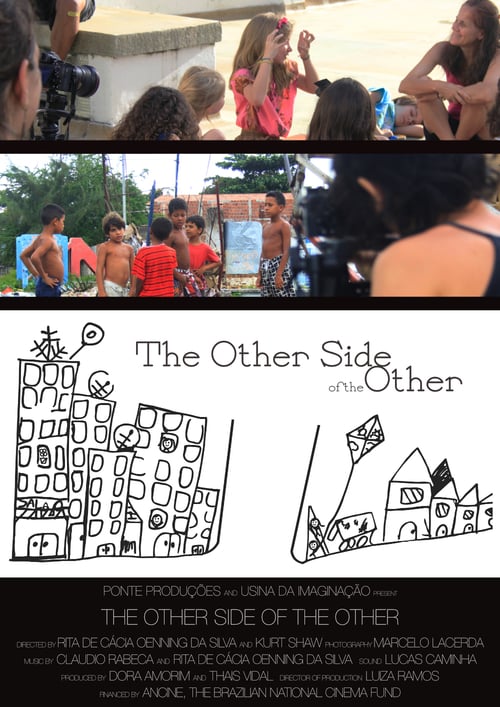 The Other Side
of the Other
PONTE PRODUÇÕES AND USINA DA IMAGINAÇÃO PRESENT
THE OTHER SIDE OF THE OTHER
DIRECTED BY RITA DE CÁCIA OENNING DA SILVA AND KURT SHAW PHOTOGRAPHY MARCELO LACERDA
MUSIC BY CLAUDIO RABECA AND RITA DE CÁCIA OENNING DA SILVA SOUND LUCAS CAMINHA
PRODUCED BY DORA AMORIM AND THAIS VIDAL DIRECTOR OF PRODUCTION LUIZA RAMOS
FINANCED BY ANCINE, THE BRAZILIAN NATIONAL CINEMA FUND